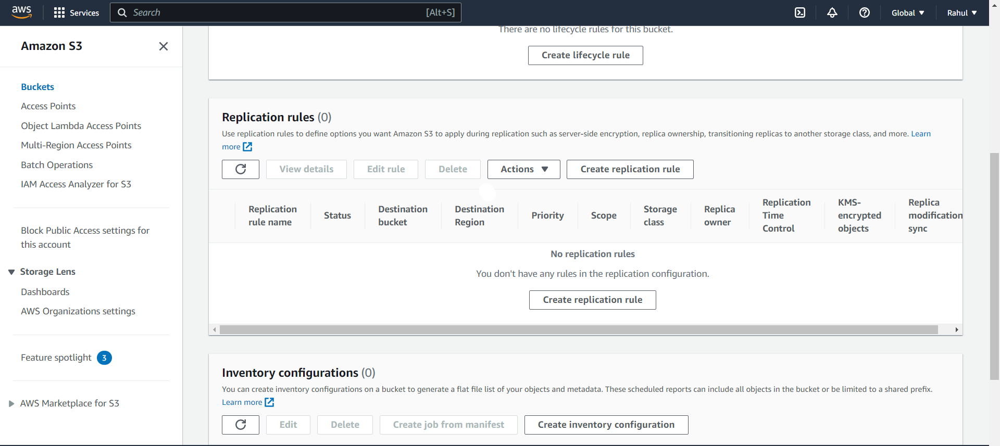 aws
Services
Search
[Alt+S]
Global
Rahul
Amazon S3
Buckets
Access Points
Object Lambda Access Points
Multi-Region Access Points
Batch Operations
IAM Access Analyzer for S3
Block Public Access settings for
this account
Storage Lens
Dashboards
AWS Organizations settings
Feature spotlight 3
AWS Marketplace for S3
There are no lifecycle rules for this bucket.
Create lifecycle rule
Replication rules (0)
Use replication rules to define options you want Amazon S3 to apply during replication such as server-side encryption, replica ownership, transitioning replicas to another storage class, and more. Learn
more
View details
Edit rule
Delete
Actions
Create replication rule
Replication
rule name
Status
Destination
bucket
Destination
Region
Priority
Scope
Storage
class
Replica
owner
Replication
Time
Control
KMS-
encrypted
objects
Replica
modification
sync
No replication rules
You don't have any rules in the replication configuration.
Create replication rule
Inventory configurations (0)
You can create inventory configurations on a bucket to generate a flat file list of your objects and metadata. These scheduled reports can include all objects in the bucket or be limited to a shared prefix.
Learn more
Edit
Delete
Create job from manifest
Create inventory configuration